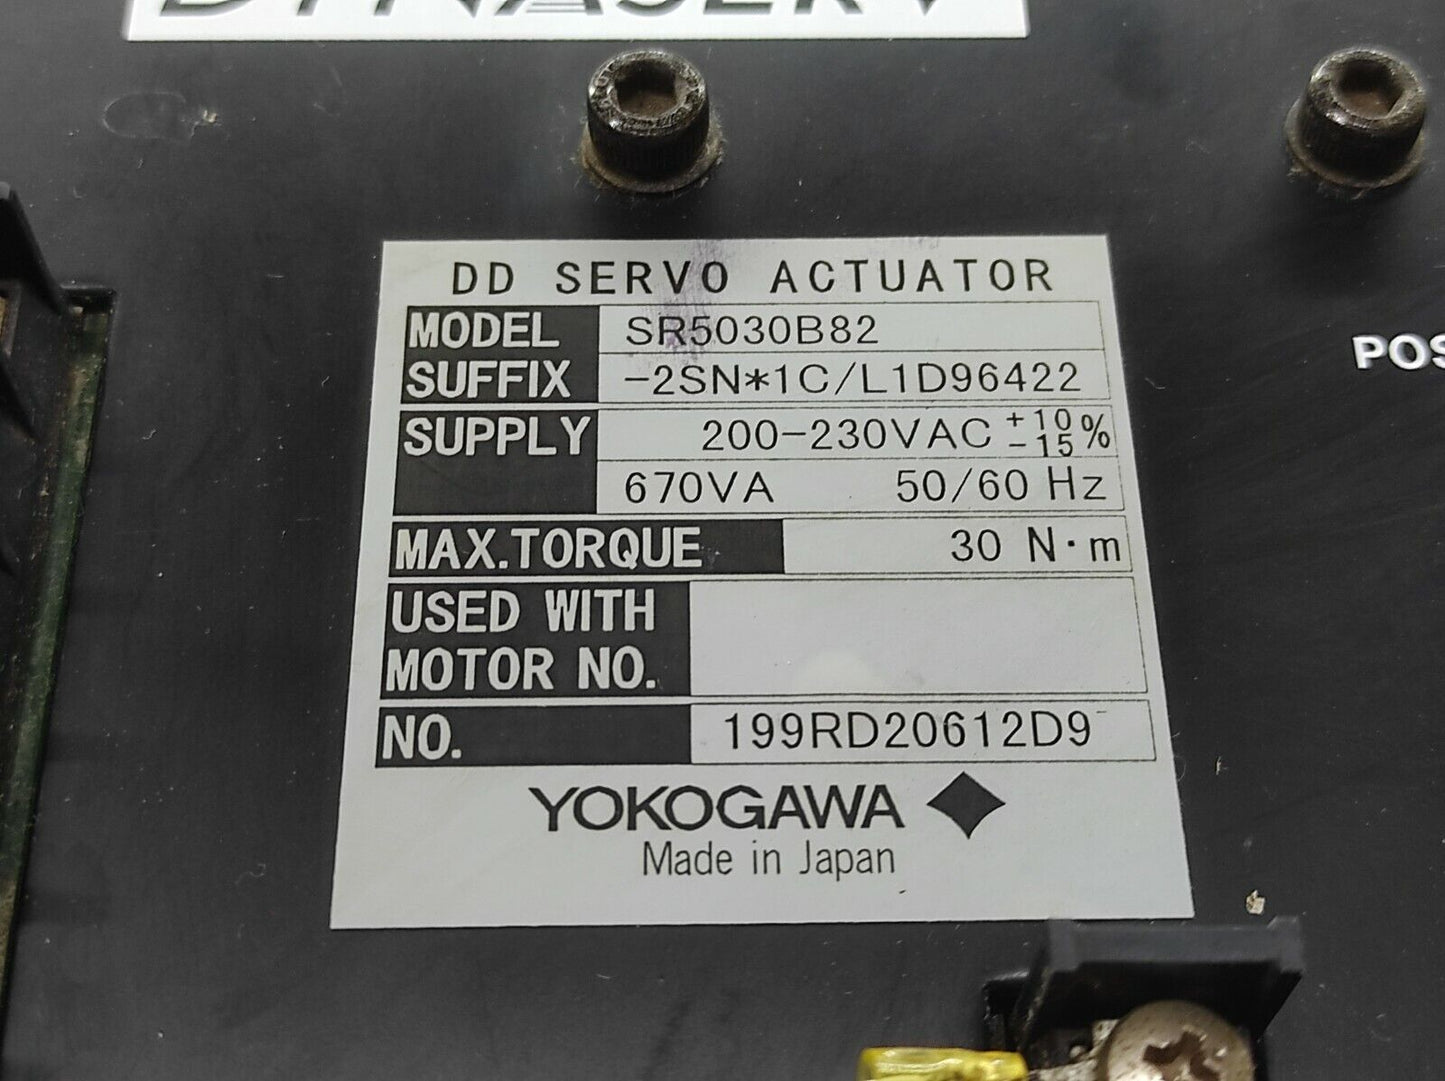 DYNASERV
DD SERVO ACTUATOR
MODEL SR5030B82
SUFFIX -2SN*1C/L1D96422
SUPPLY 200-230VAC +10 -15 %
670VA 50/60 Hz
MAX.TORQUE 30 N·m
USED WITH
MOTOR NO.
NO. 199RD20612D9
YOKOGAWA
Made in Japan